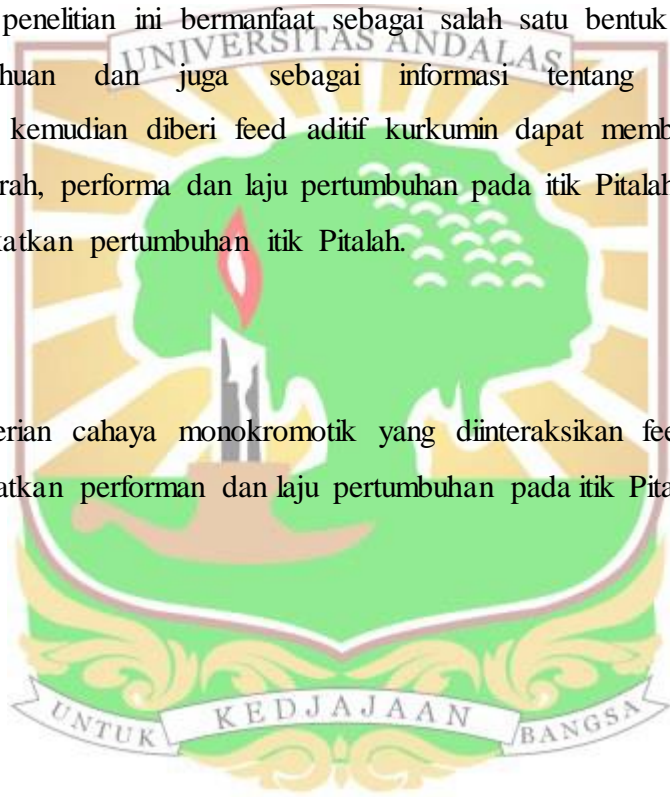 penelitian ini bermanfaat sebagai salah satu bentuk
UNIVERSITAS ANDALAS
huan dan juga sebagai informasi tentang
kemudian diberi feed aditif kurkumin dapat memb
rah, performa dan laju pertumbuhan pada itik Pitalah
katkan pertumbuhan itik Pitalah.
erian cahaya monokromotik yang diinteraksikan fee
atkan performan dan laju pertumbuhan pada itik Pita
UNTUK KEDJAJAAN BANGSA